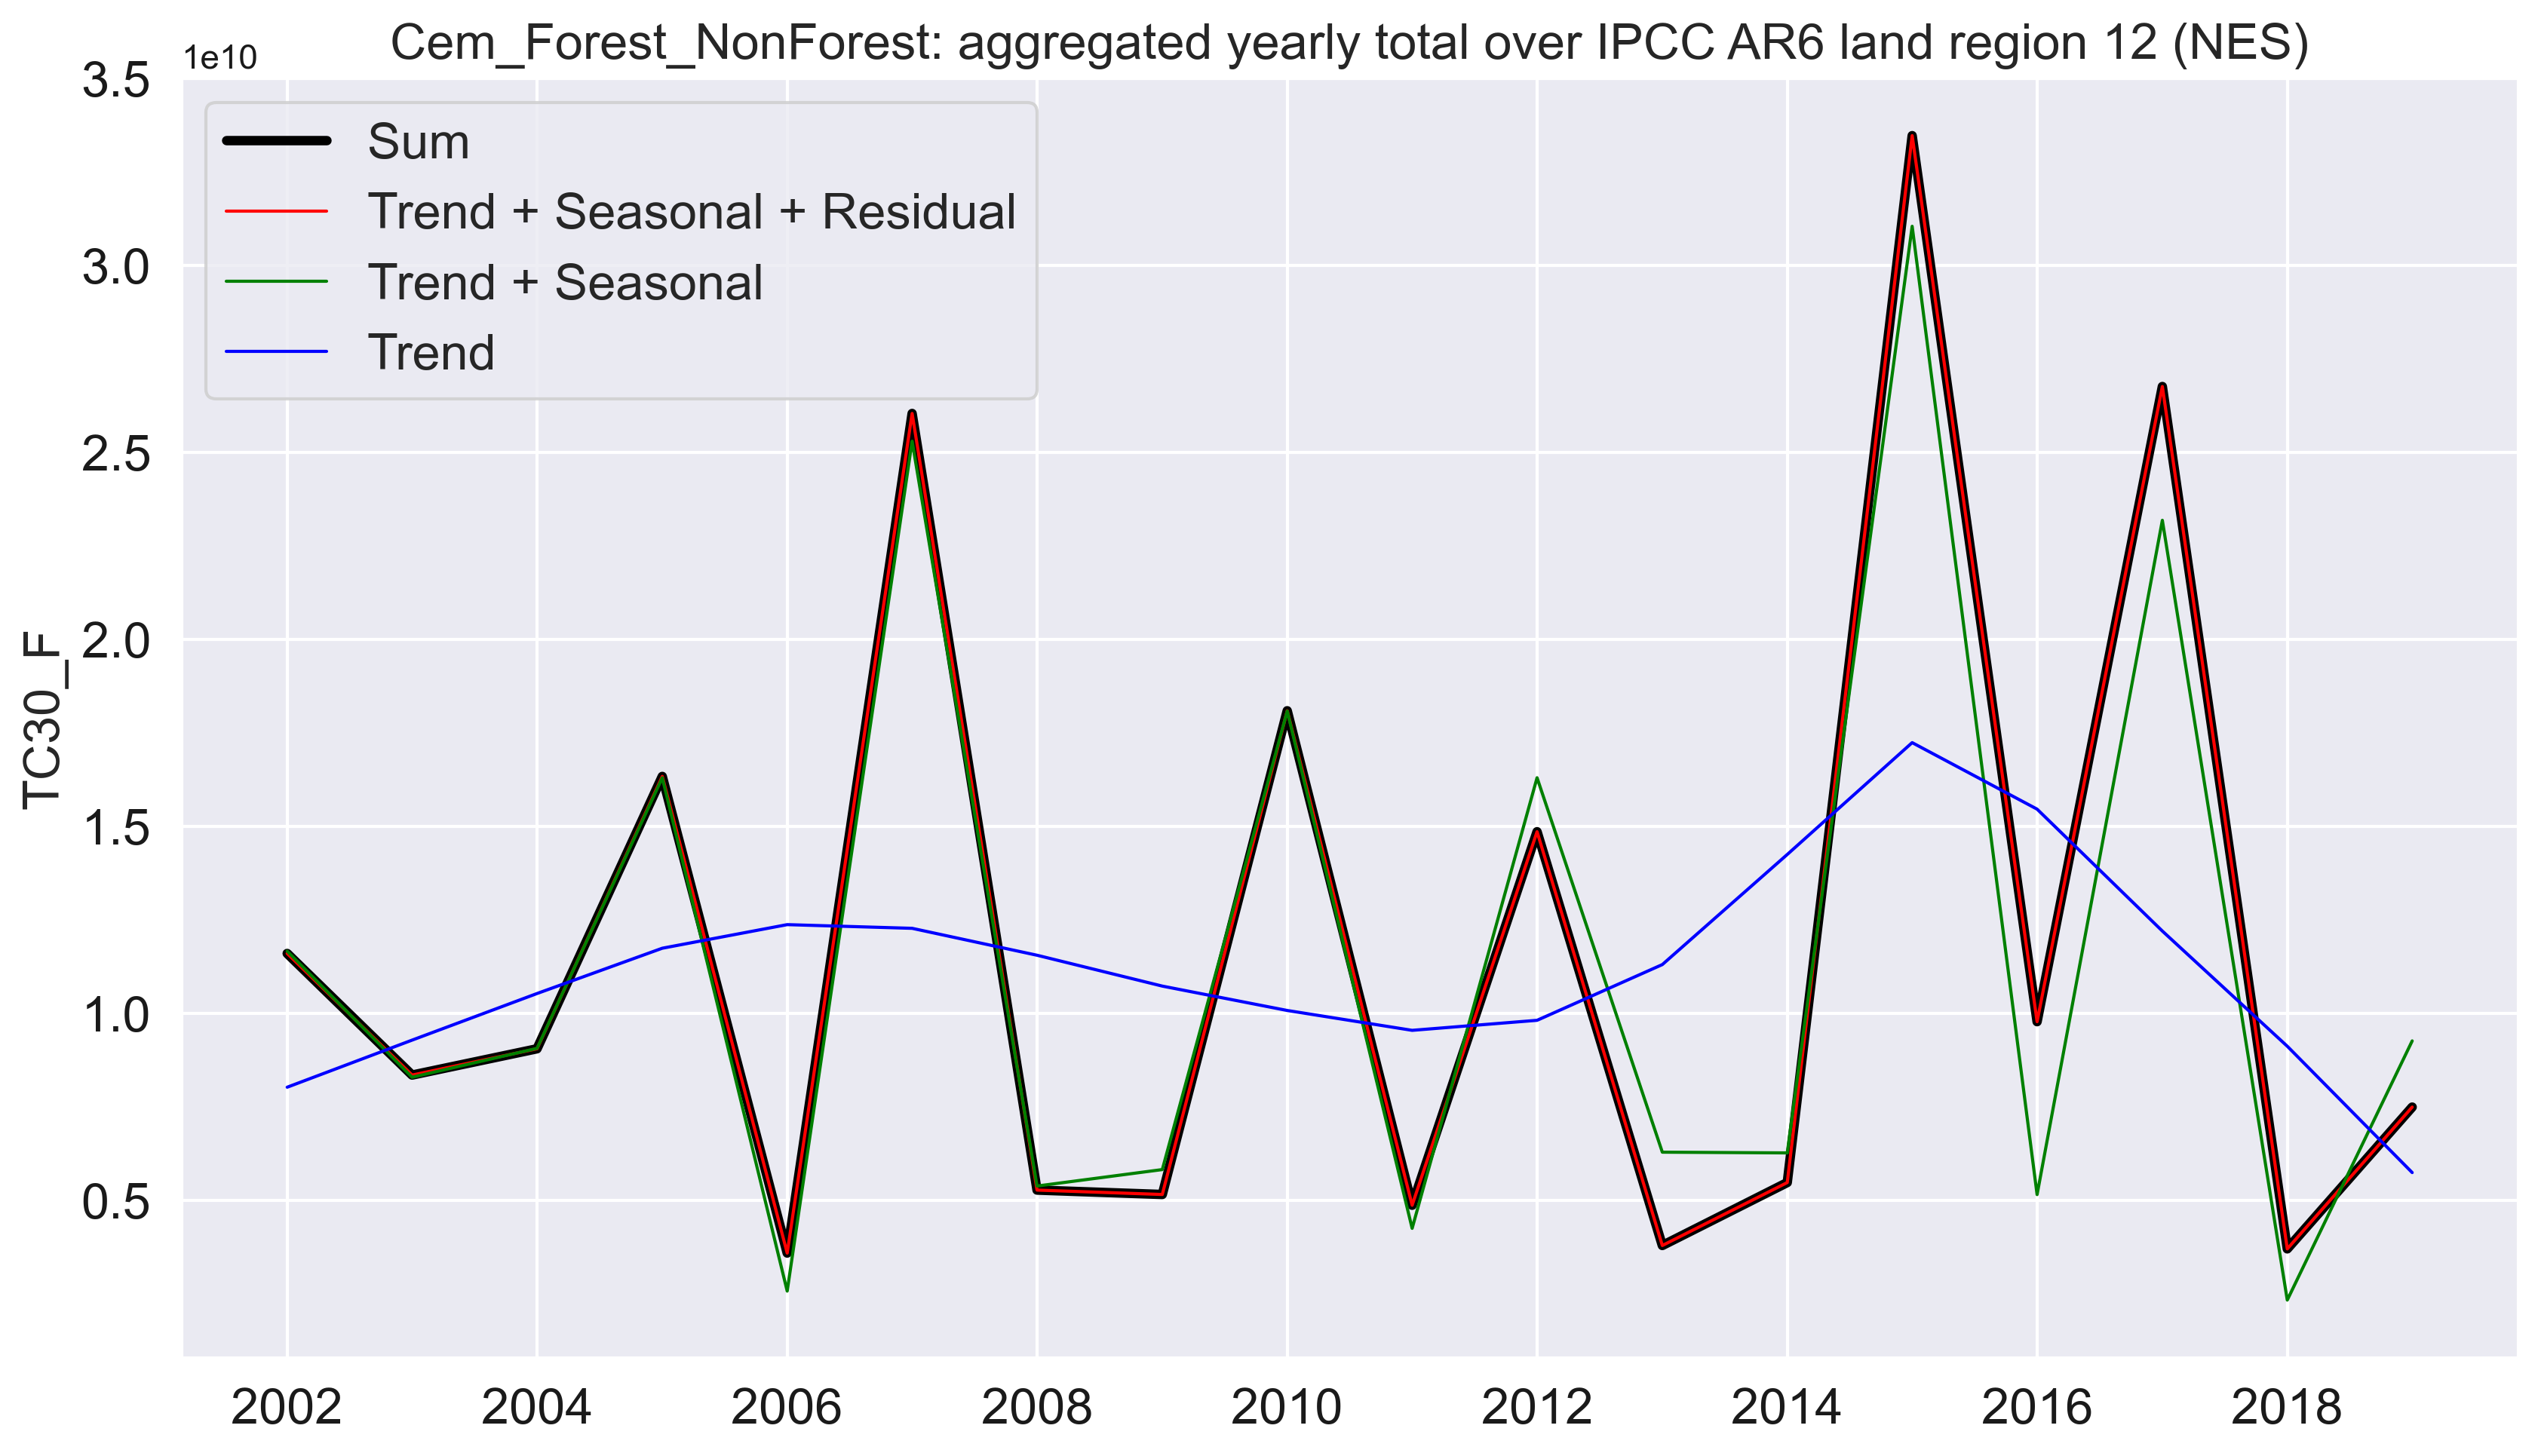 Cem_Forest_NonForest: aggregated yearly total over IPCC AR6 land region 12 (NES)
1e10
3.5
3.0
2.5
2.0
1.5
1.0
0.5
TC30_F
Sum
Trend + Seasonal + Residual
Trend + Seasonal
Trend
2002 2004 2006 2008 2010 2012 2014 2016 2018